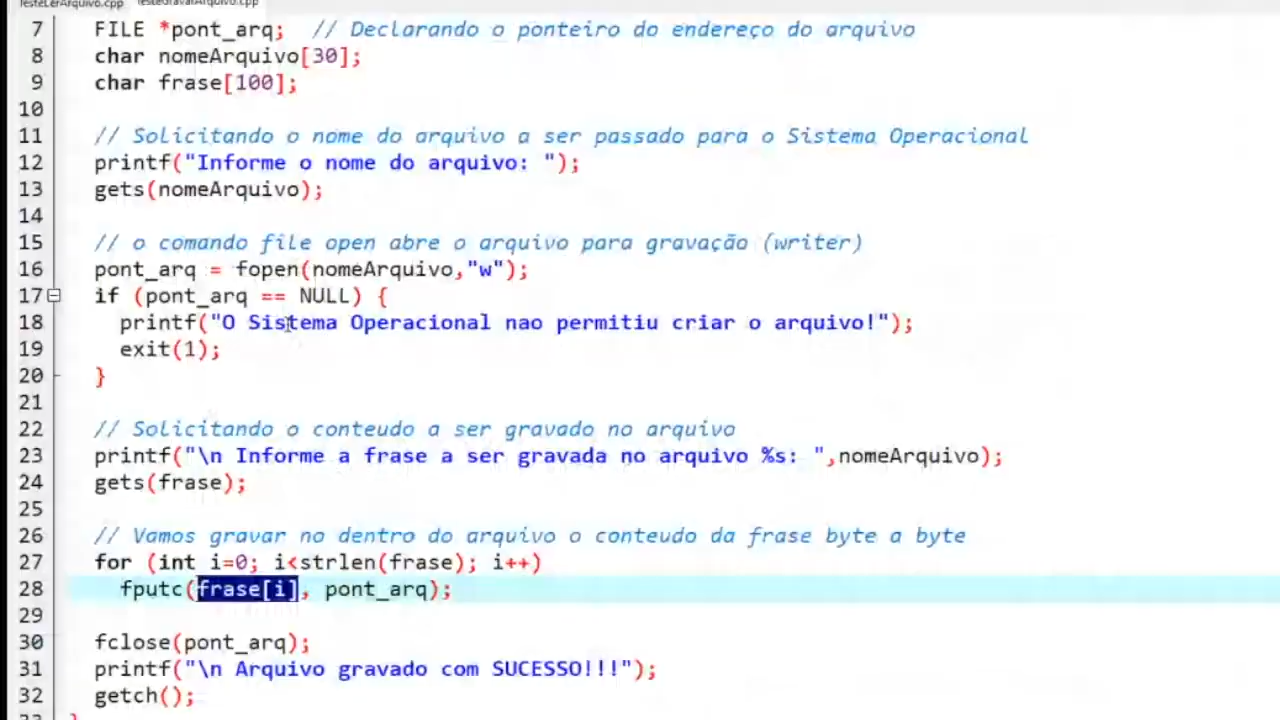 TesteLerArquivo.cpp TesteGravarArquivo.cpp
7 FILE *pont_arq; // Declarando o ponteiro do endereço do arquivo
8 char nomeArquivo[30];
9 char frase[100];
10
11 // Solicitando o nome do arquivo a ser passado para o Sistema Operacional
12 printf("Informe o nome do arquivo: ");
13 gets(nomeArquivo);
14
15 // o comando file open abre o arquivo para gravação (writer)
16 pont_arq = fopen(nomeArquivo,"w");
17 if (pont_arq == NULL) {
18 printf("O Sistema Operacional nao permitiu criar o arquivo!");
19 exit(1);
20 }
21
22 // Solicitando o conteudo a ser gravado no arquivo
23 printf("\n Informe a frase a ser gravada no arquivo %s: ",nomeArquivo);
24 gets(frase);
25
26 // Vamos gravar no dentro do arquivo o conteudo da frase byte a byte
27 for (int i=0; i<strlen(frase); i++)
28 fputc(frase[i], pont_arq);
29
30 fclose(pont_arq);
31 printf("\n Arquivo gravado com SUCESSO!!!");
32 getch();
33 }